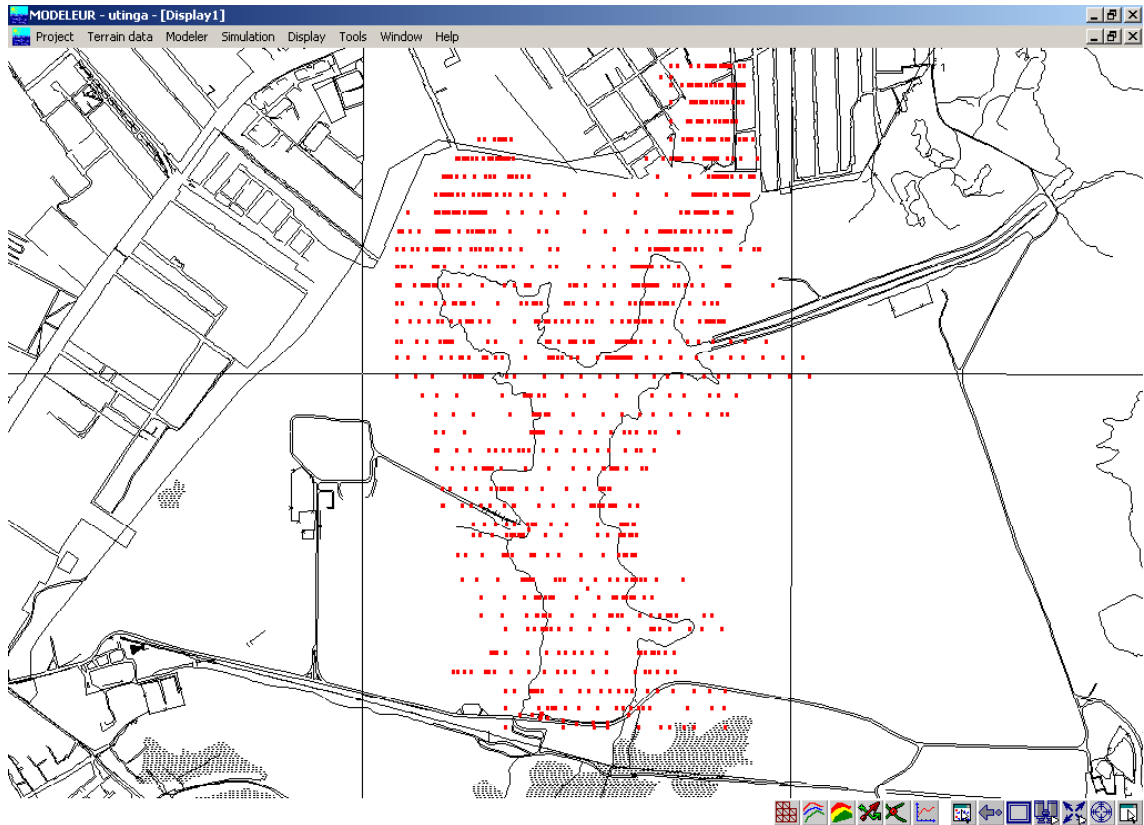 MODELEUR - utinga - [Display1]
Project Terrain data Modeler Simulation Display Tools Window Help
1